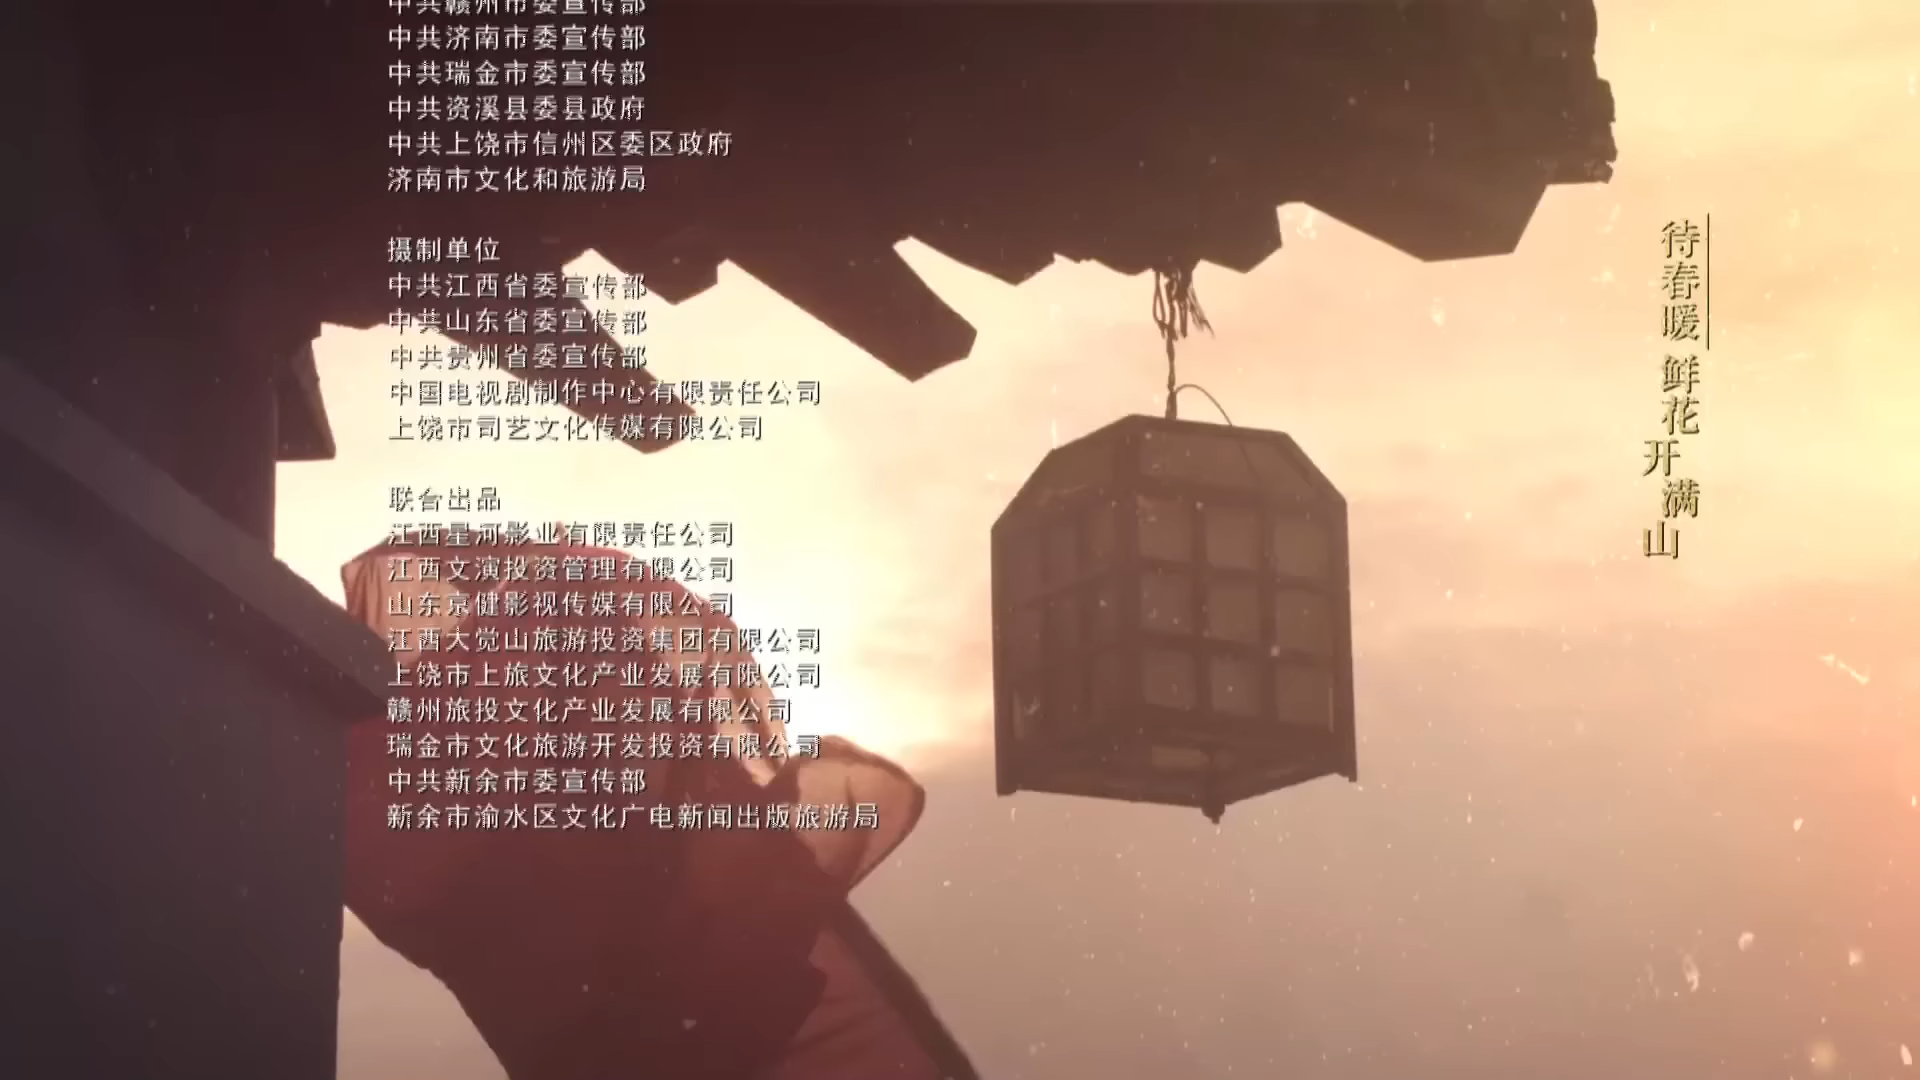 中共赣州市委宣传部
中共济南市委宣传部
中共瑞金市委宣传部
中共资溪县委县政府
中共上饶市信州区委区政府
济南市文化和旅游局
摄制单位
中共江西省委宣传部
中共山东省委宣传部
中共贵州省委宣传部
中国电视剧制作中心有限责任公司
上饶市司艺文化传媒有限公司
联合出品
江西星河影业有限责任公司
江西文演投资管理有限公司
山东京健影视传媒有限公司
江西大觉山旅游投资集团有限公司
上饶市上旅文化产业发展有限公司
赣州旅投文化产业发展有限公司
瑞金市文化旅游开发投资有限公司
中共新余市委宣传部
新余市渝水区文化广电新闻出版旅游局
待春暖 鲜花开满山